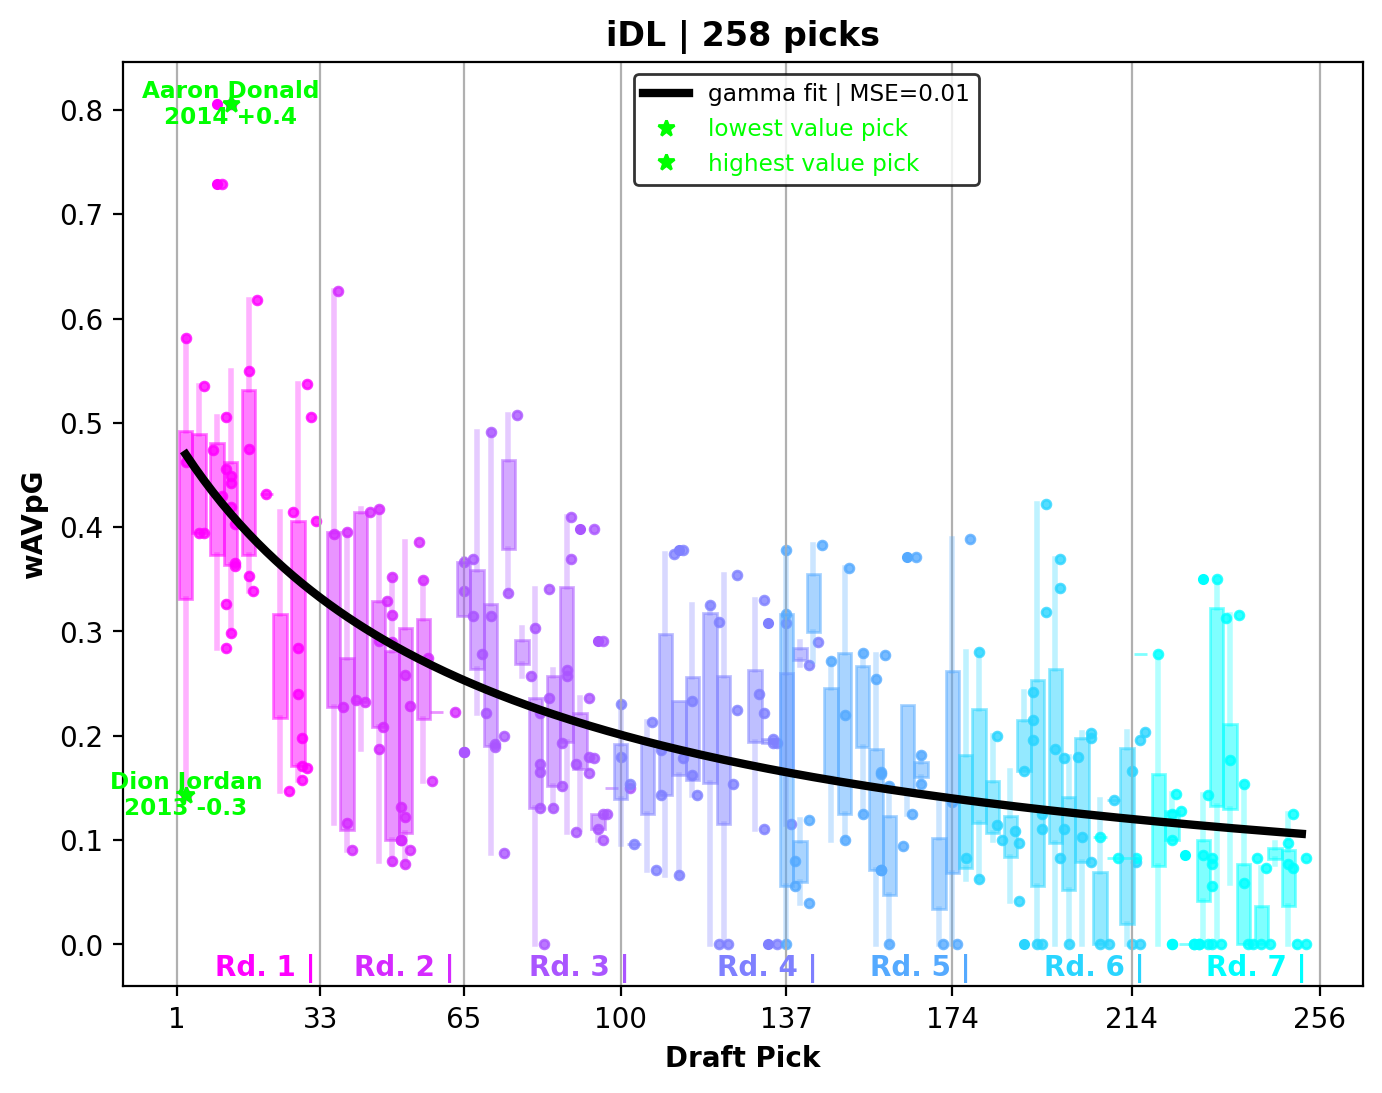 iDL | 258 picks
Aaron Donald
2014 +0.4
gamma fit | MSE=0.01
lowest value pick
highest value pick
0.8
0.7
0.6
0.5
0.4
0.3
0.2
0.1
0.0
wAVpG
Dion Jordan
2013 -0.3
Rd. 1 | Rd. 2 | Rd. 3 | Rd. 4 | Rd. 5 | Rd. 6 | Rd. 7 |
1 33 65 100 137 174 214 256
Draft Pick